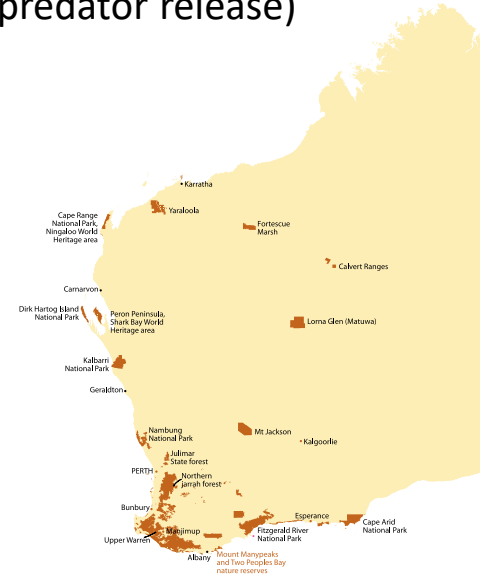 predator release)
Karratha
Yaraloola
Cape Range
National Park,
Ningaloo World
Heritage area
Fortescue
Marsh
Calvert Ranges
Carnarvon
Dirk Hartog Island
National Park
Peron Peninsula,
Shark Bay World
Heritage area
Lorna Glen (Matuwa)
Kalbarri
National Park
Geraldton
Nambung
National Park
Mt Jackson
Kalgoorlie
Julimar
State forest
PERTH
Northern
jarrah forest
Bunbury
Manjimup
Upper Warren
Esperance
Cape Arid
National Park
Fitzgerald River
National Park
Albany
Mount Manypeaks
and Two Peoples Bay
nature reserves